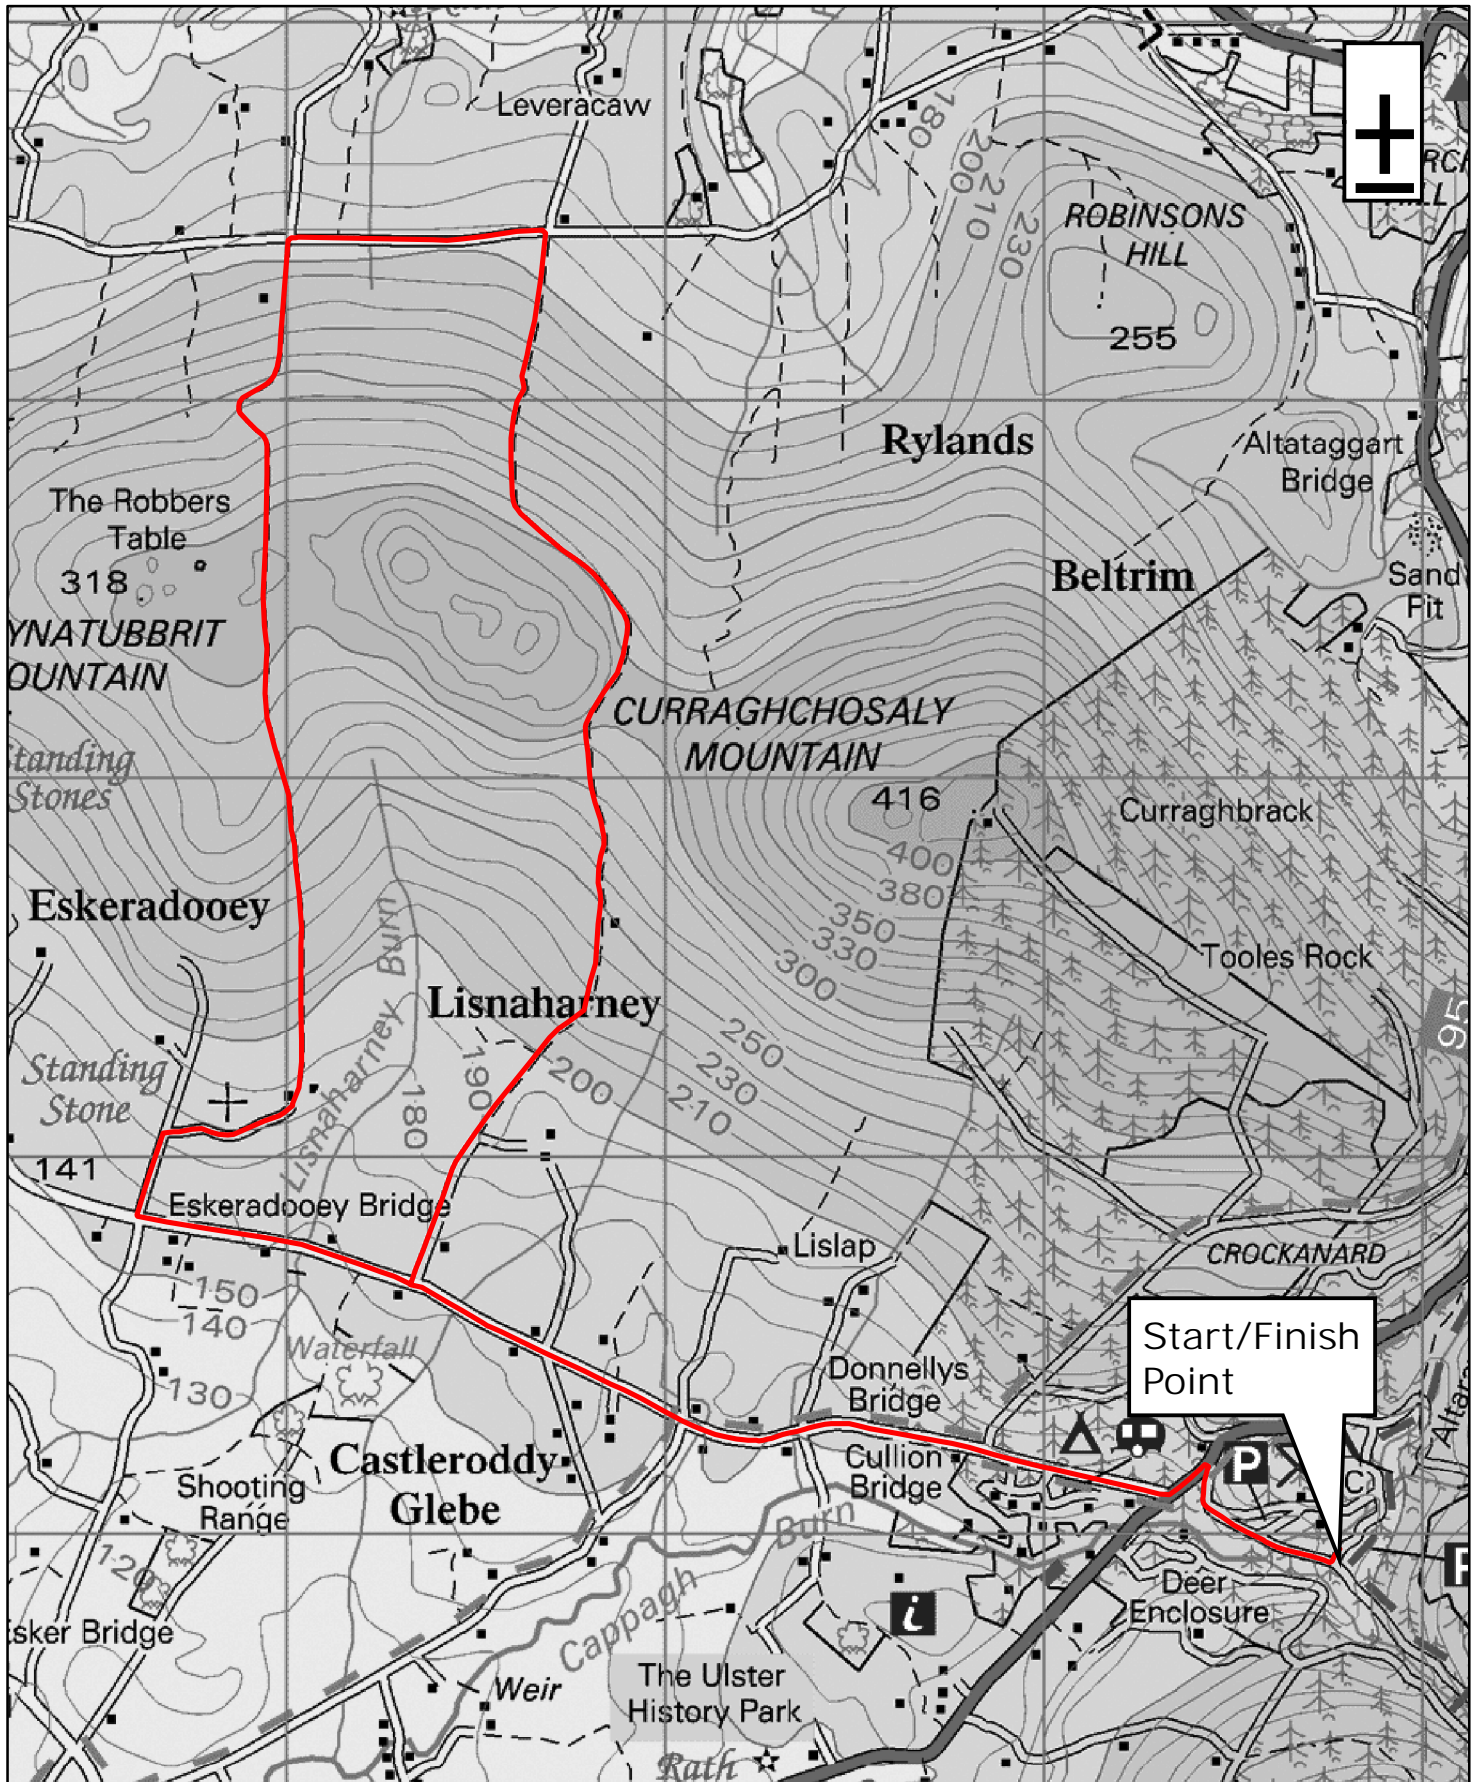 Leveracaw
180
200
210
230
ROBINSONS
HILL
255
Rylands
Altataggart
Bridge
The Robbers
Table
318
YNATUBBRIT
OUNTAIN
Beltrim
Sand
Pit
CURRAGHCHOSALY
MOUNTAIN
tanding
Stones
416
Curraghbrack
400
380
350
330
300
Eskeradooey
Tooles Rock
Lisnaharney
Lisnaharney Burn
95
250
230
210
200
190
180
Standing
Stone
141
Eskeradooey Bridge
Lislap
CROCKANARD
150
140
130
120
Waterfall
Start/Finish
Point
Donnellys
Bridge
Cullion
Bridge
P
C
Shooting
Range
Castleroddy
Glebe
Cappagh Burn
i
Deer
Enclosure
sker Bridge
Weir
The Ulster
History Park
Rath